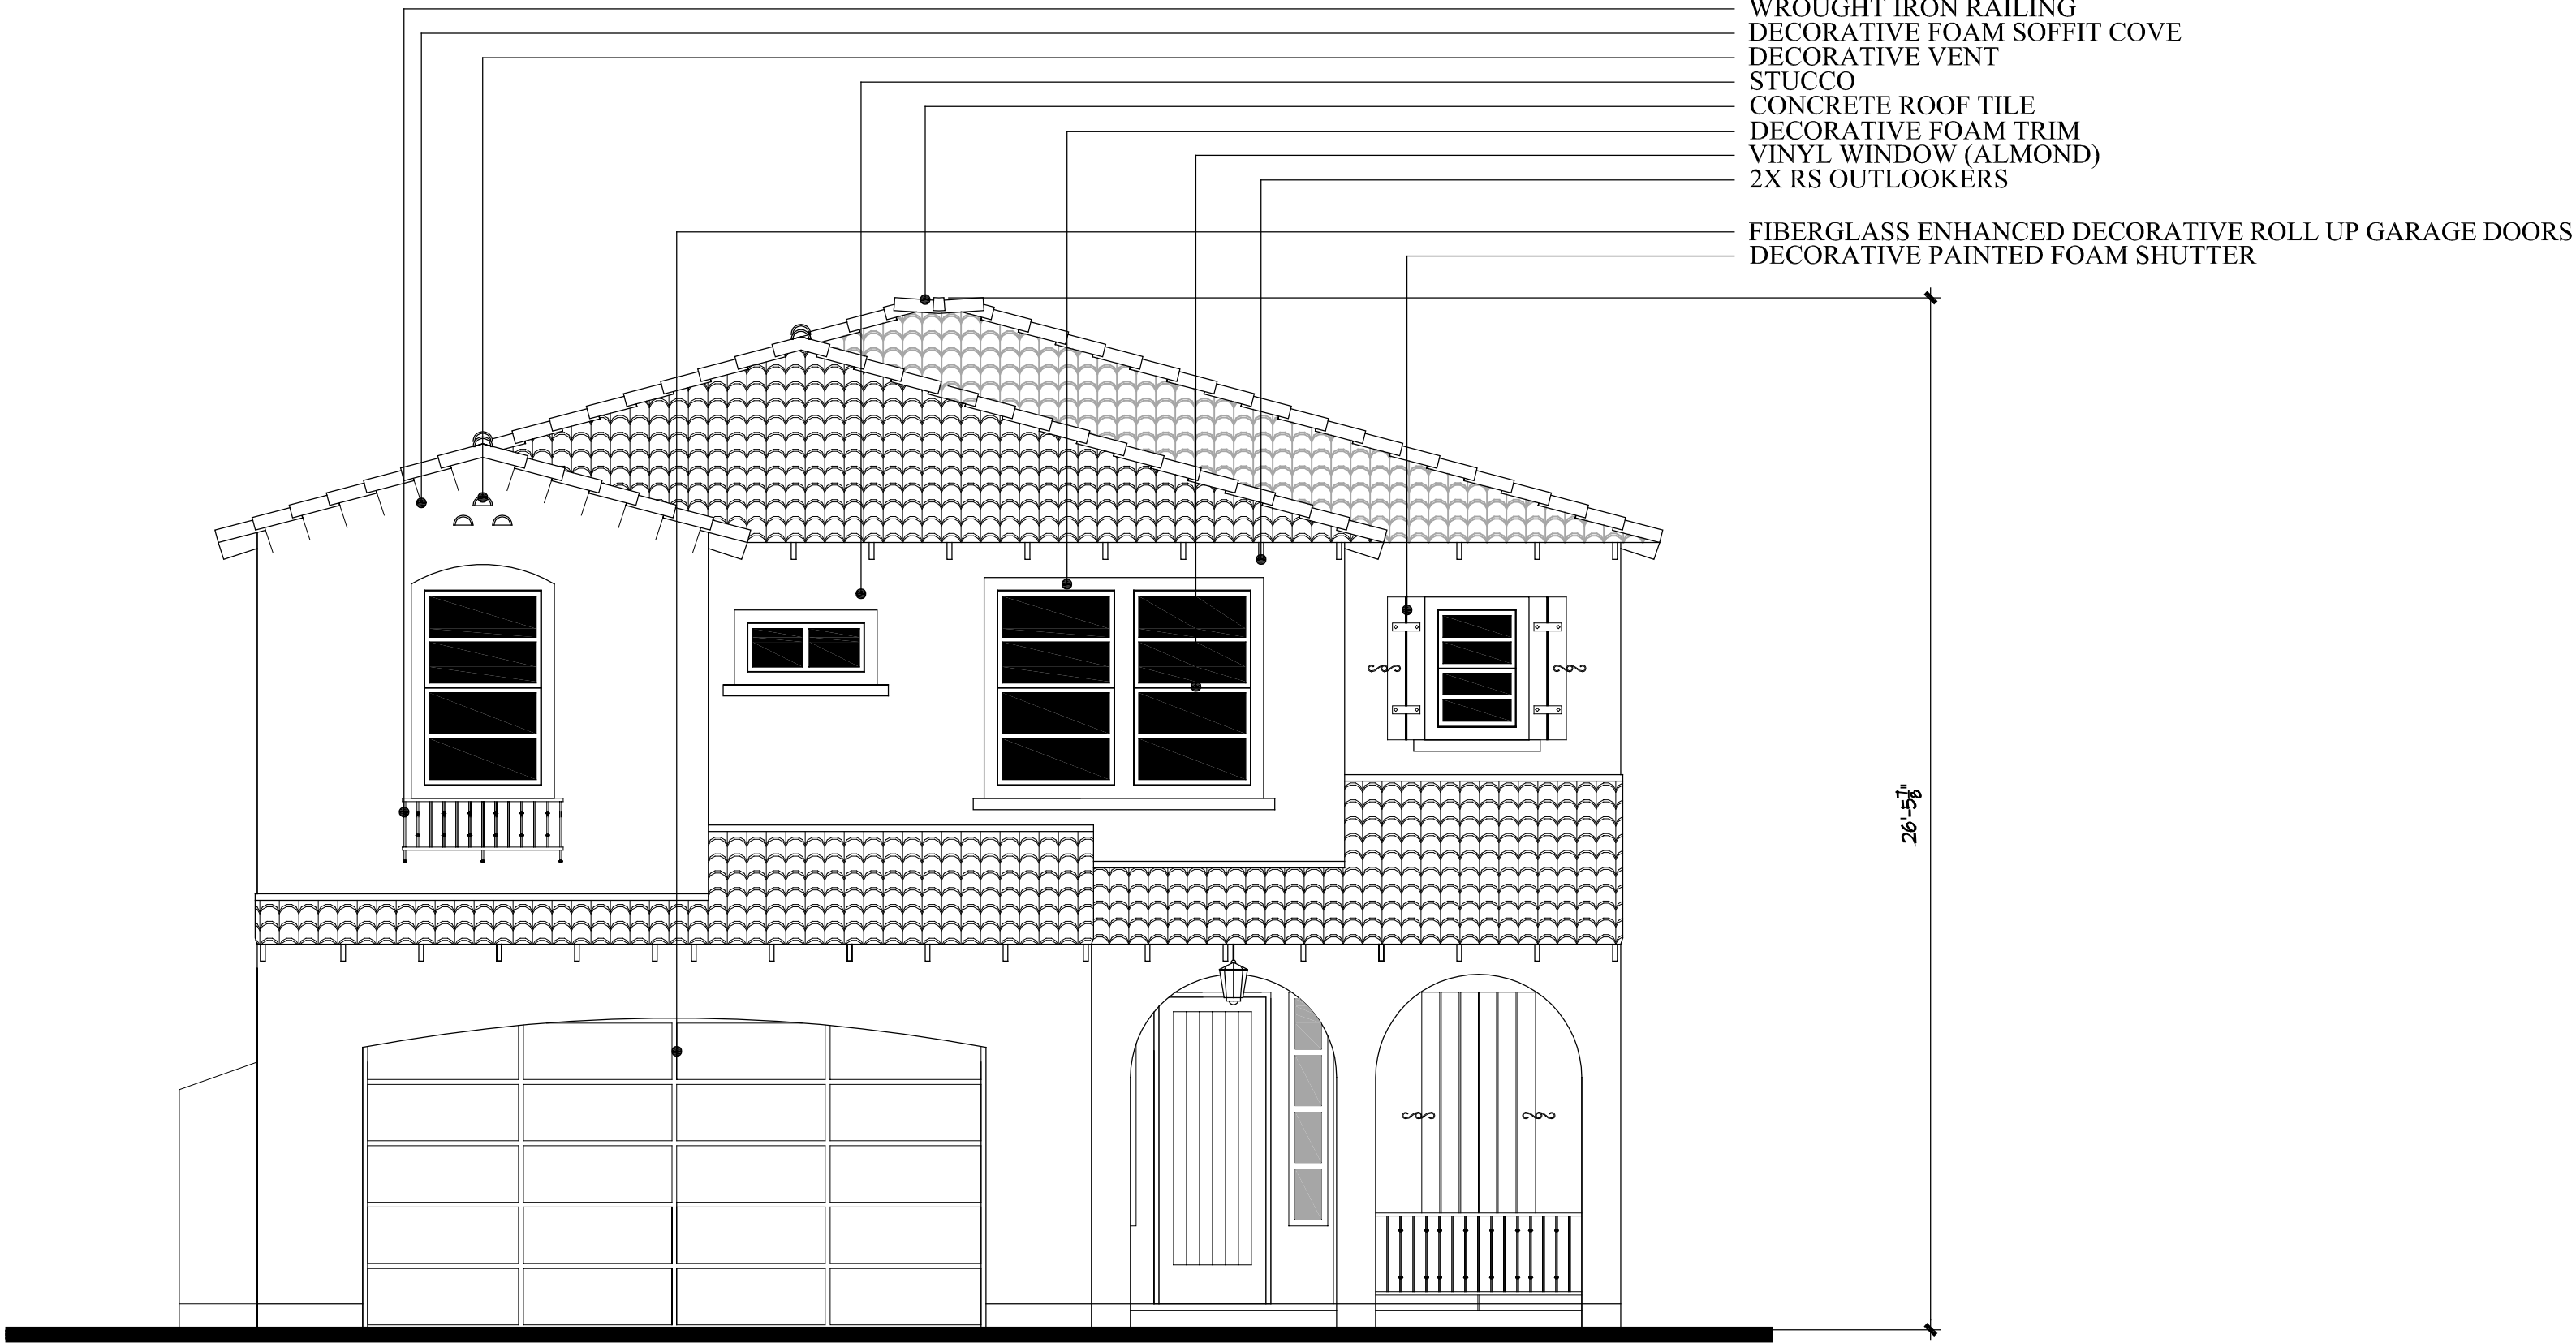 WROUGHT IRON RAILING
DECORATIVE FOAM SOFFIT COVE
DECORATIVE VENT
STUCCO
CONCRETE ROOF TILE
DECORATIVE FOAM TRIM
VINYL WINDOW (ALMOND)
2X RS OUTLOOKERS
FIBERGLASS ENHANCED DECORATIVE ROLL UP GARAGE DOORS
DECORATIVE PAINTED FOAM SHUTTER
26'-5 7/8"